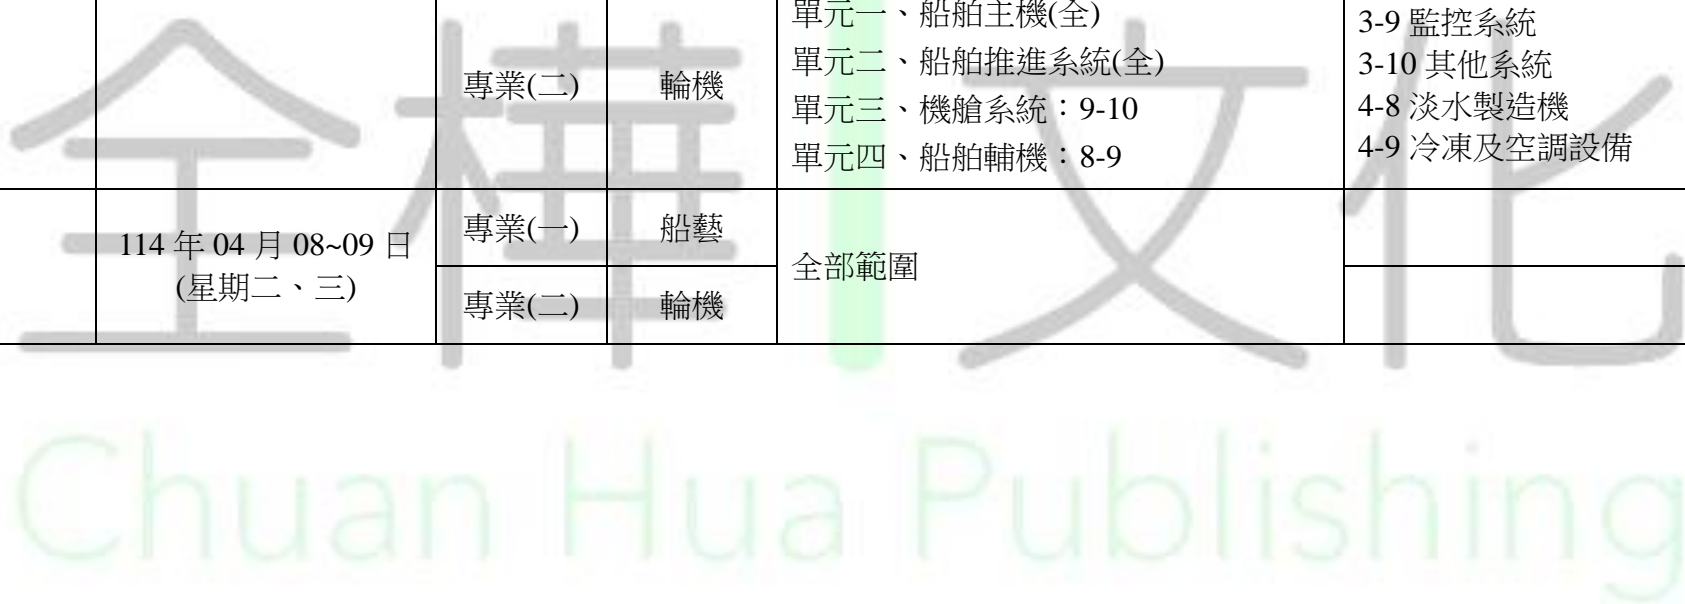 單元一、船舶主機(全)
專業(二)
輪機
單元二、船舶推進系統(全)
單元三、機艙系統：9-10
單元四、船舶輔機：8-9
3-9 監控系統
3-10 其他系統
4-8 淡水製造機
4-9 冷凍及空調設備
114 年 04 月 08~09 日
(星期二、三)
專業(一)
船藝
全部範圍
專業(二)
輪機
全樺文化
Chuan Hua Publishing